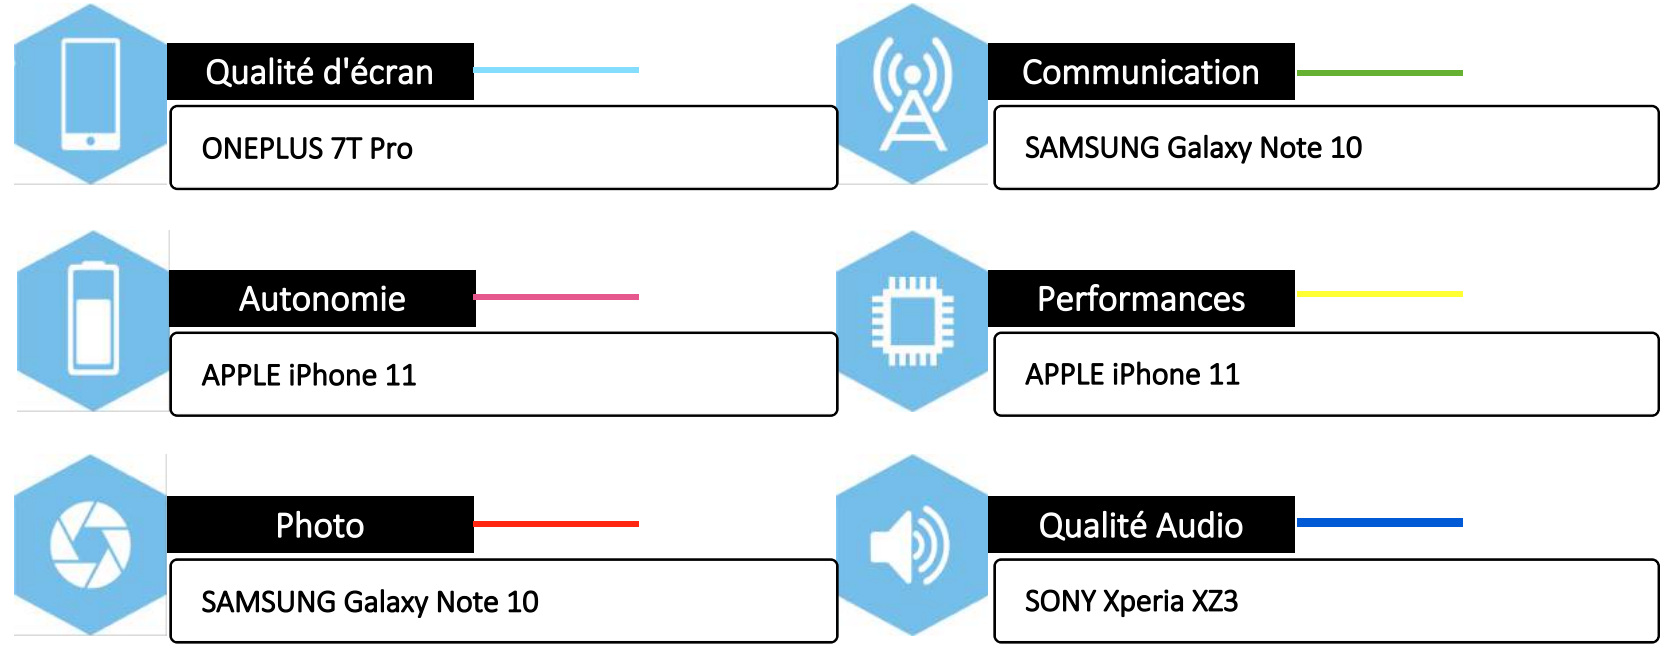 Qualité d'écran
ONEPLUS 7T Pro
Communication
SAMSUNG Galaxy Note 10
Autonomie
APPLE iPhone 11
Performances
APPLE iPhone 11
Photo
SAMSUNG Galaxy Note 10
Qualité Audio
SONY Xperia XZ3